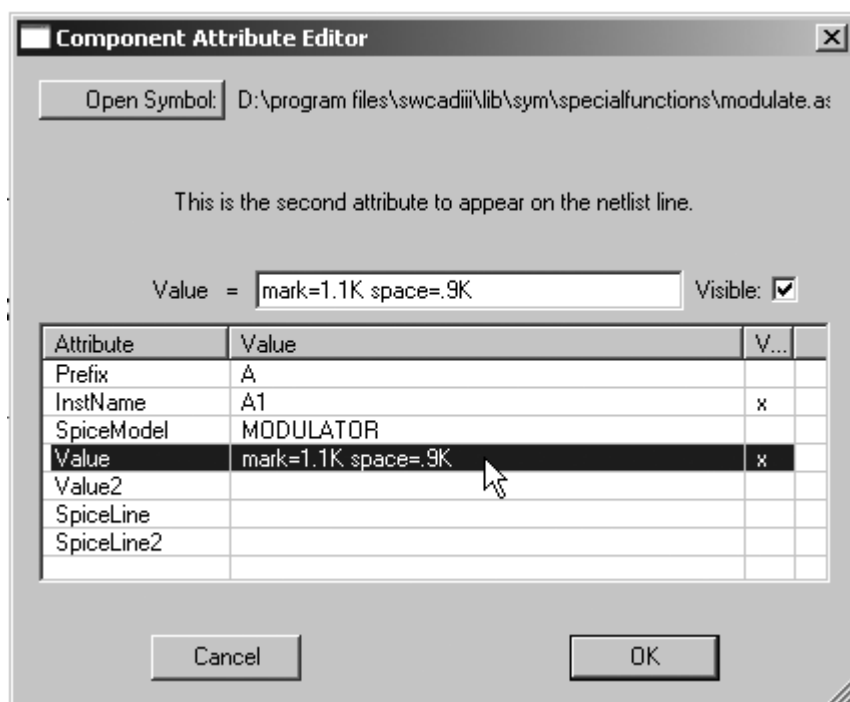 Component Attribute Editor
Open Symbol: D:\program files\swcadiii\lib\sym\specialfunctions\modulate.as
This is the second attribute to appear on the netlist line.
Value = mark=1.1K space=.9K Visible:
Attribute Value V...
Prefix A
InstName A1 x
SpiceModel MODULATOR
Value mark=1.1K space=.9K x
Value2
SpiceLine
SpiceLine2
Cancel OK